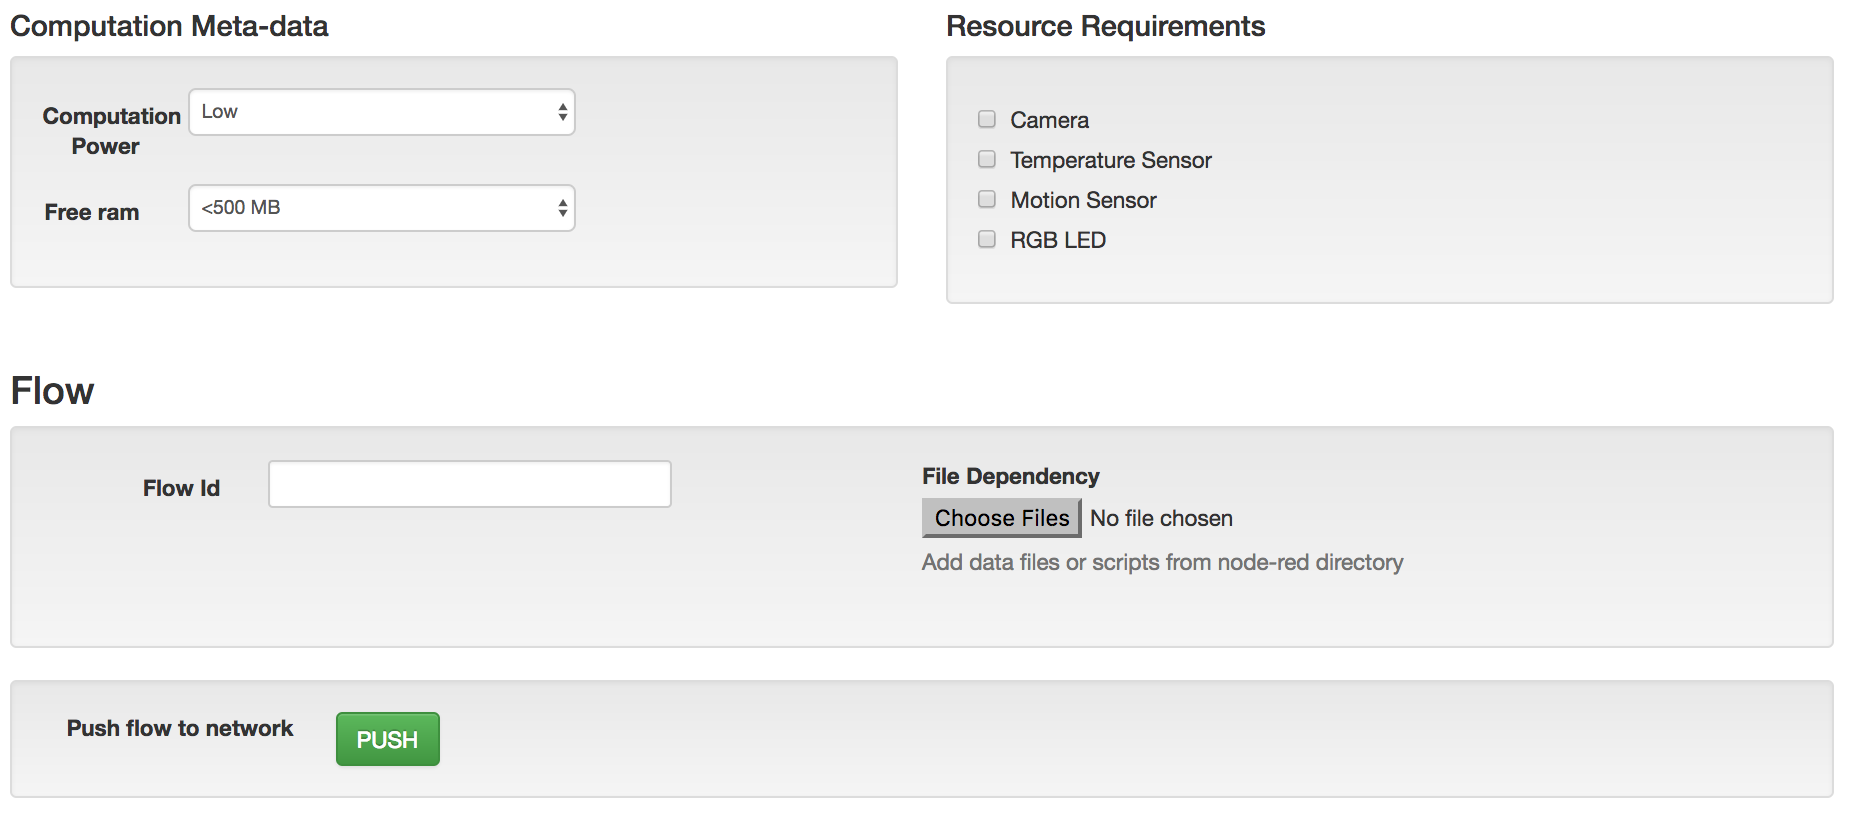 Computation Meta-data
Computation
Power
Low
Free ram
<500 MB
Resource Requirements
Camera
Temperature Sensor
Motion Sensor
RGB LED
Flow
Flow Id
File Dependency
Choose Files No file chosen
Add data files or scripts from node-red directory
Push flow to network
PUSH